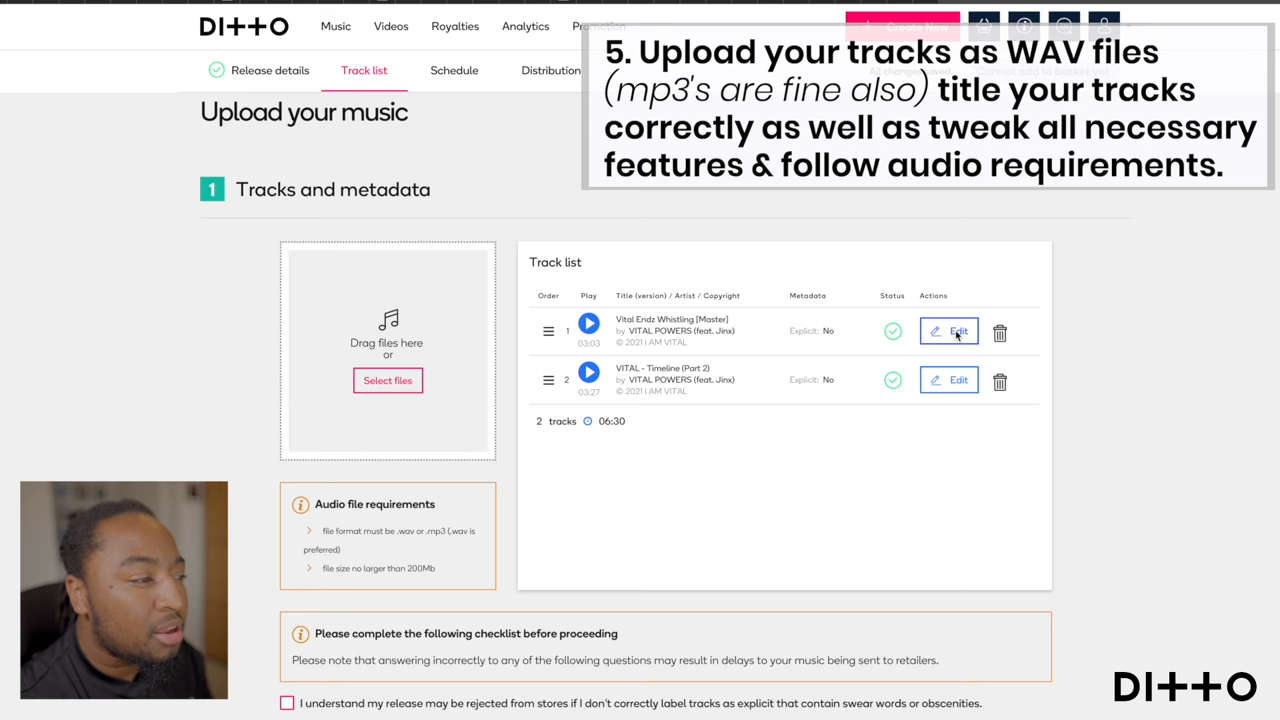 DITTO
Music
Videos
Royalties
Analytics
Promotion
Create New
Release details
Track list
Schedule
Distribution
5. Upload your tracks as WAV files
(mp3's are fine also) title your tracks
correctly as well as tweak all necessary
features & follow audio requirements.
Upload your music
1 Tracks and metadata
Drag files here
or
Select files
Track list
Order Play Title (version) / Artist / Copyright Metadata Status Actions
1 Vital Endz Whistling [Master]
by VITAL POWERS (feat. Jinx) Explicit: No Edit
03:03 © 2021 I AM VITAL
2 VITAL - Timeline (Part 2)
by VITAL POWERS (feat. Jinx) Explicit: No Edit
03:27 © 2021 I AM VITAL
2 tracks 06:30
Audio file requirements
file format must be .wav or .mp3 (.wav is
preferred)
file size no larger than 200Mb
Please complete the following checklist before proceeding
Please note that answering incorrectly to any of the following questions may result in delays to your music being sent to retailers.
I understand my release may be rejected from stores if I don't correctly label tracks as explicit that contain swear words or obscenities.
DITTO